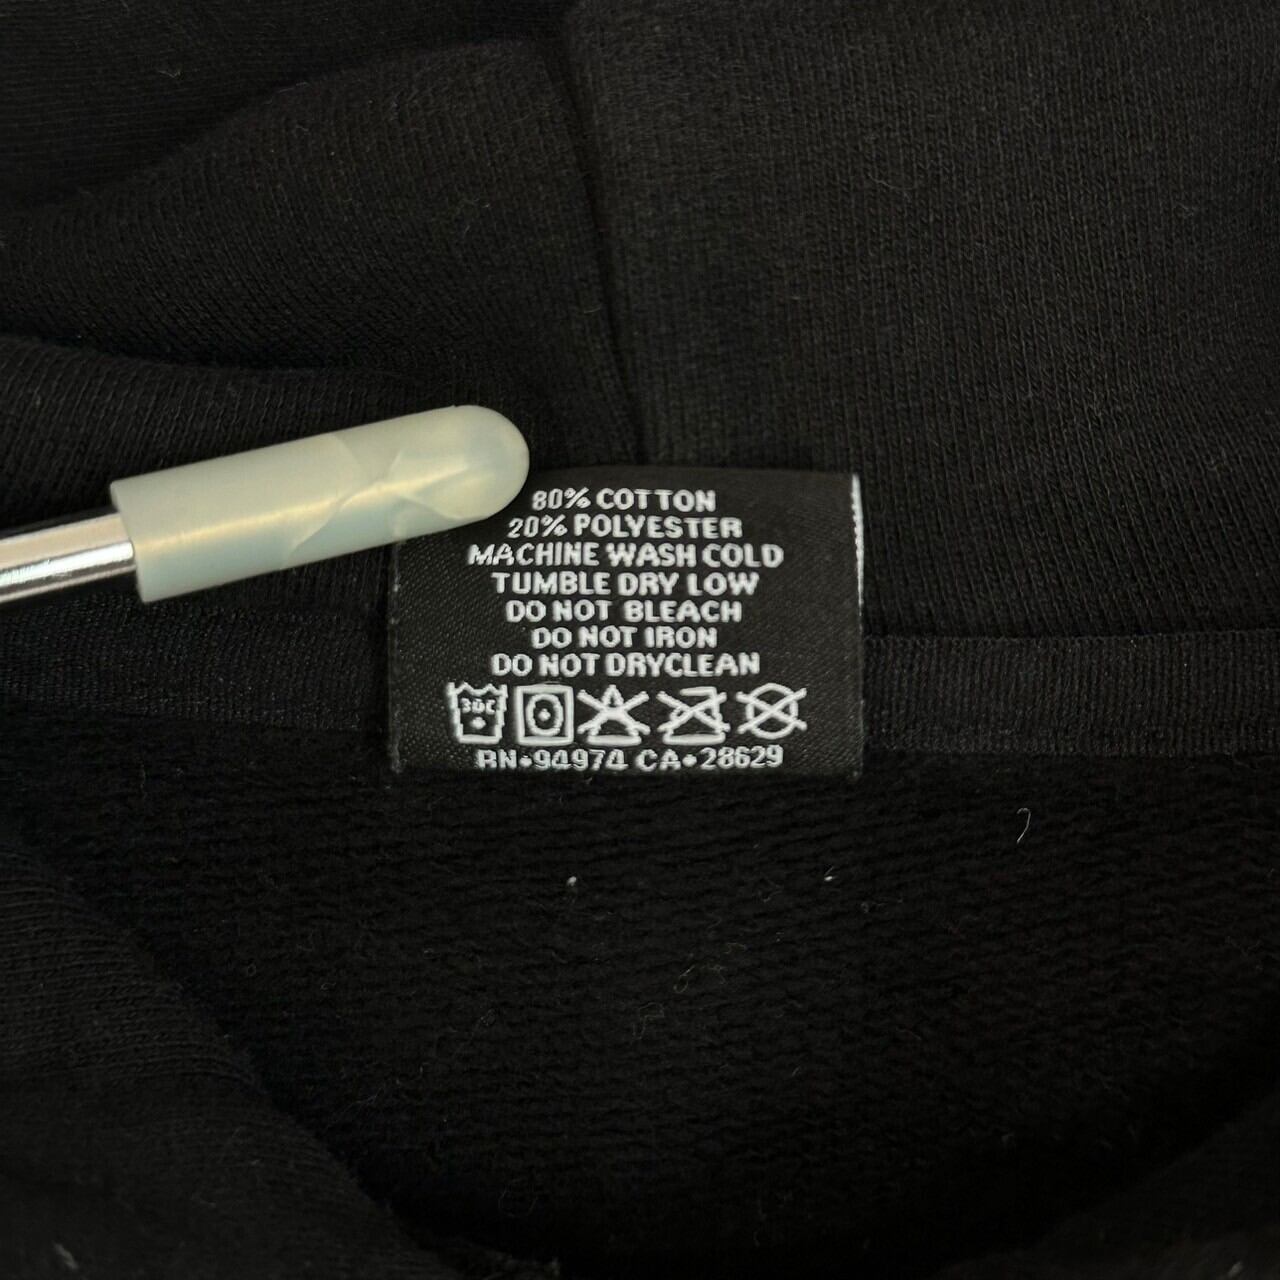 80% COTTON
20% POLYESTER
MACHINE WASH COLD
TUMBLE DRY LOW
DO NOT BLEACH
DO NOT IRON
DO NOT DRYCLEAN
30C
RN•94974 CA•28629